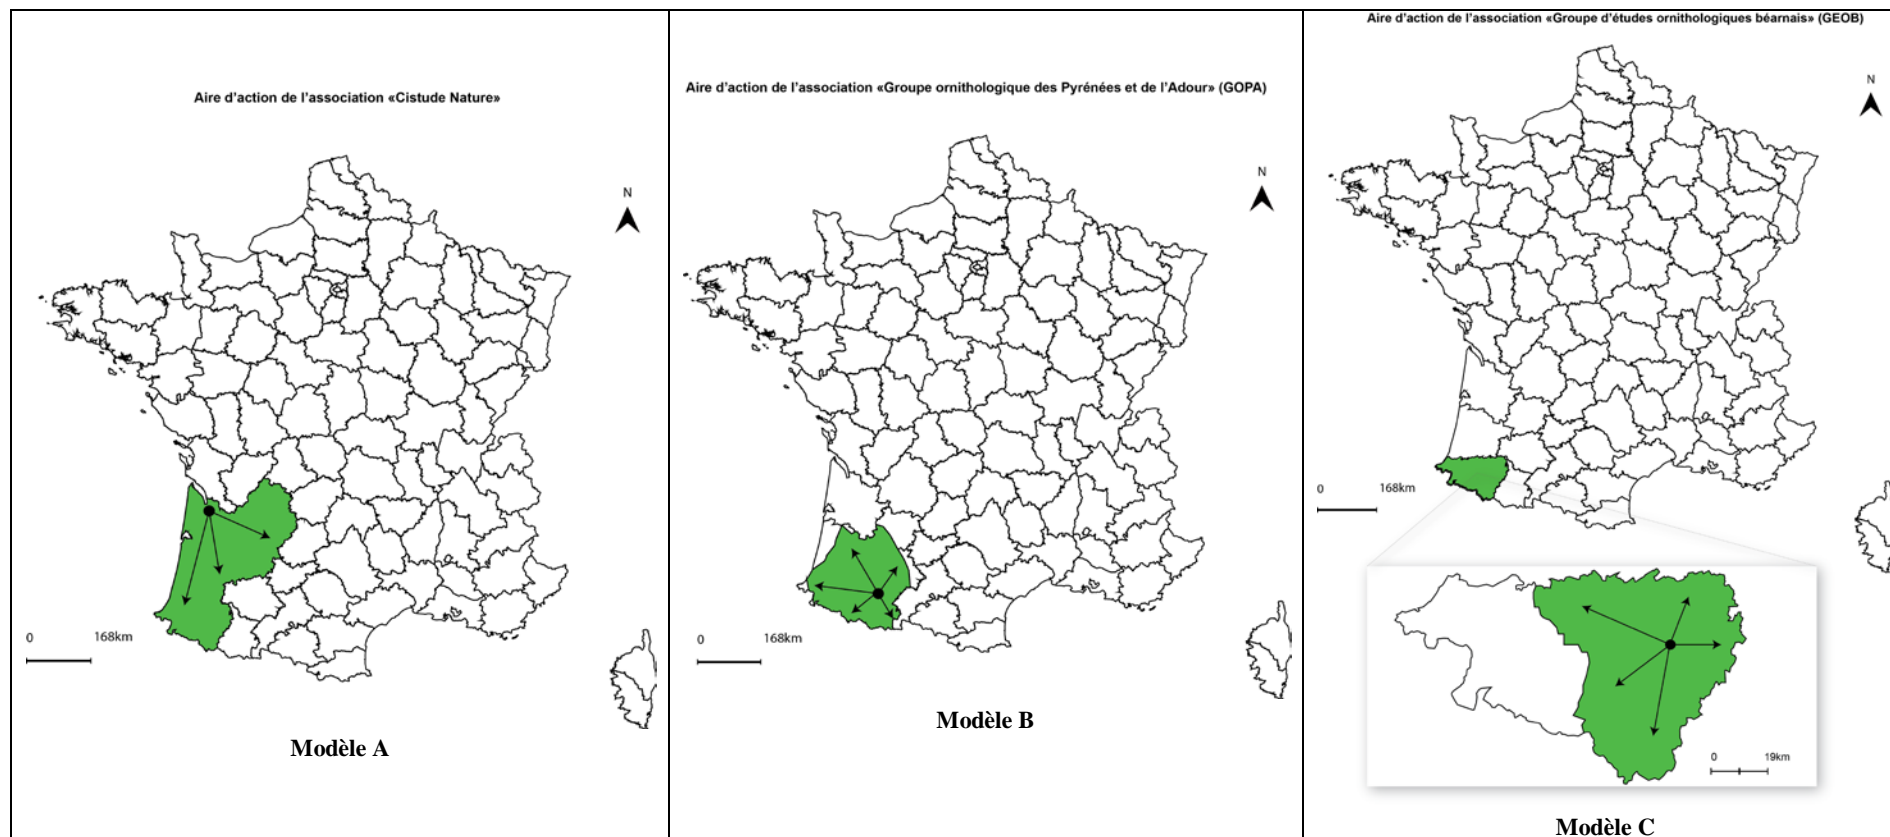 Aire d'action de l'association «Cistude Nature»
N
0 168km
Modèle A
Aire d'action de l'association «Groupe ornithologique des Pyrénées et de l'Adour» (GOPA)
N
0 168km
Modèle B
Aire d'action de l'association «Groupe d'études ornithologiques béarnais» (GEOB)
N
0 168km
0 19km
Modèle C